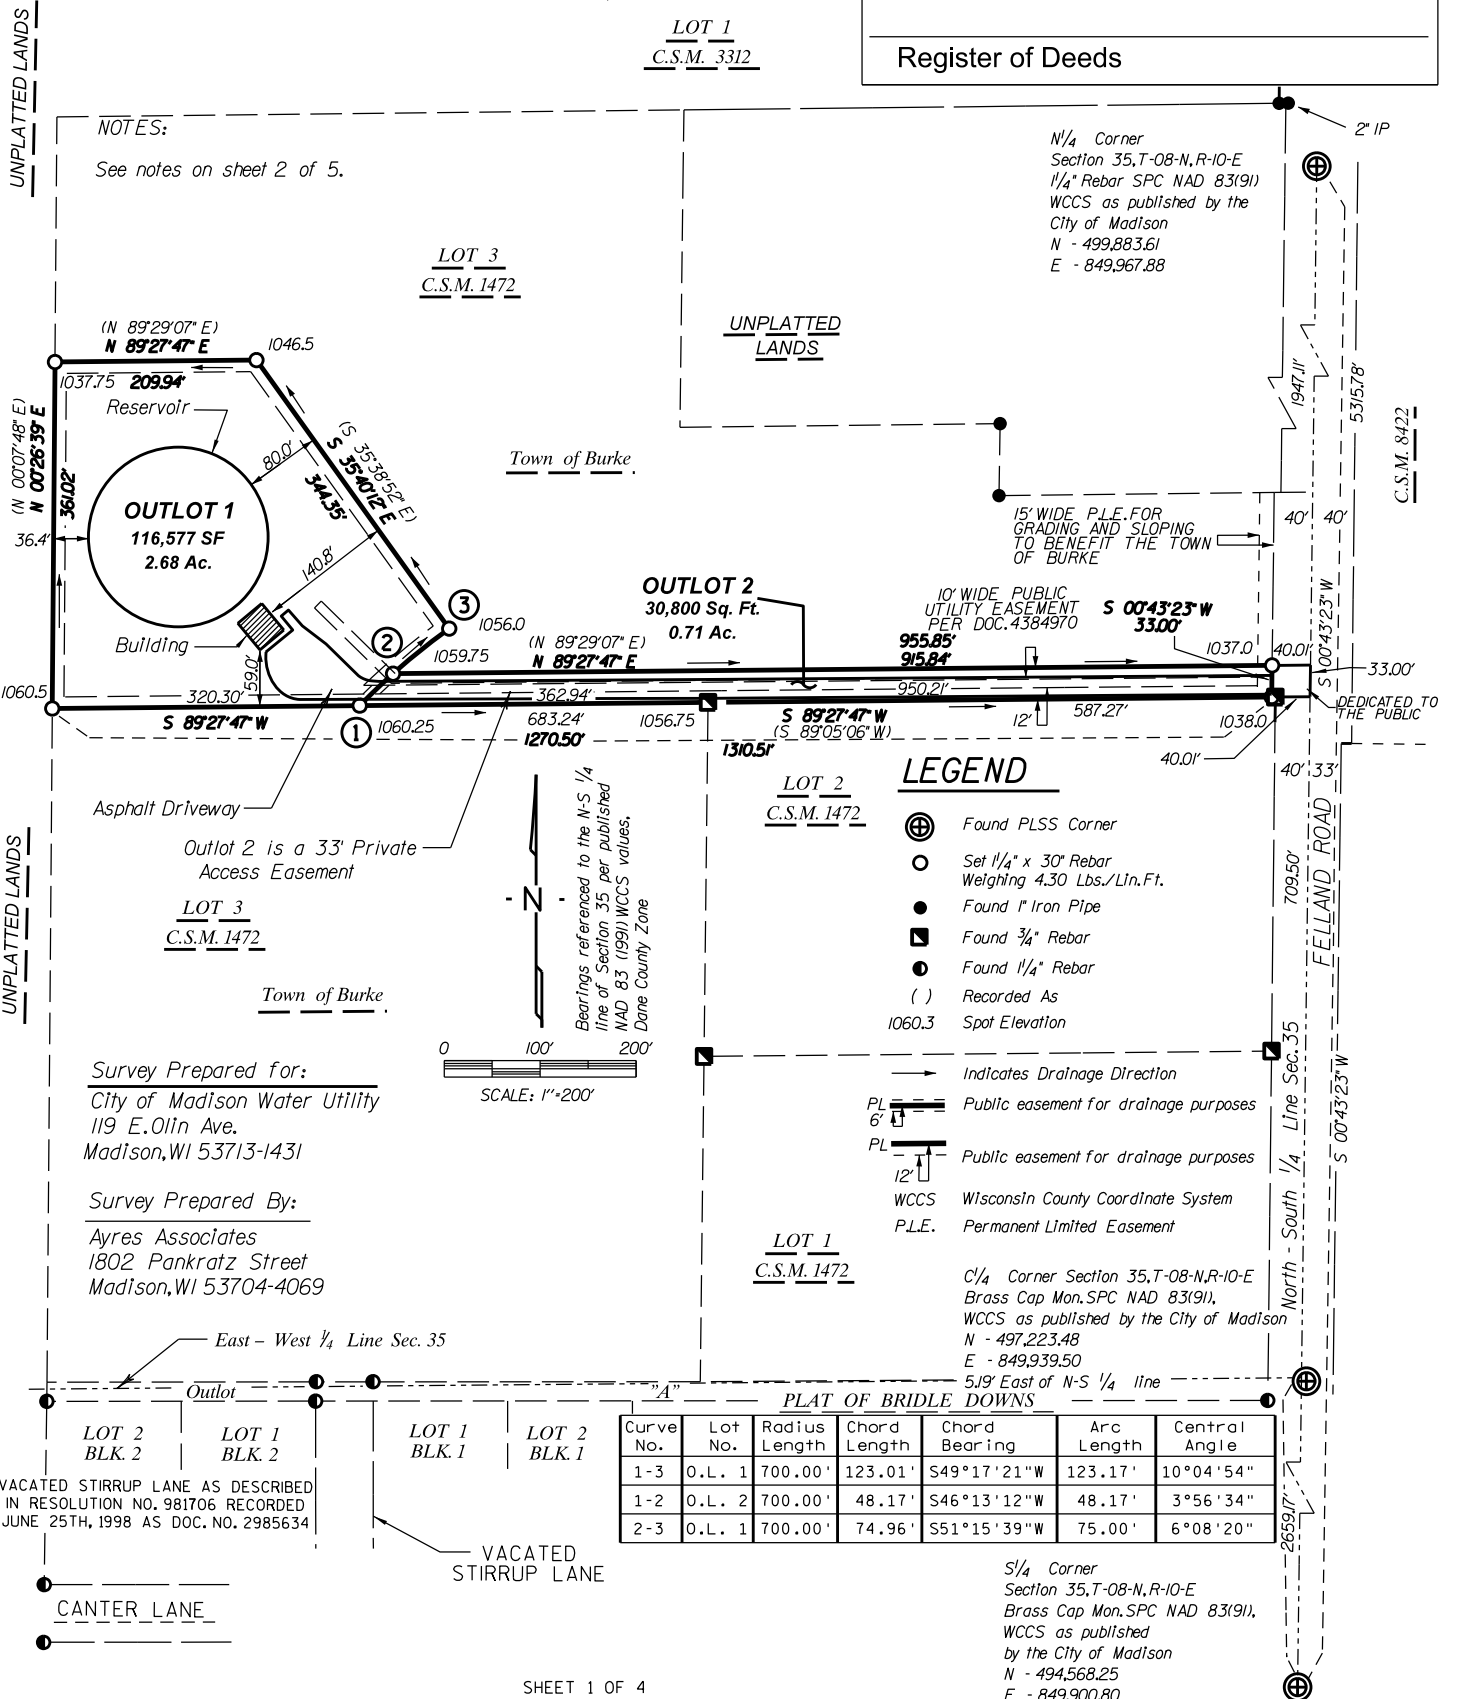 UNPLATTED LANDS
LOT 1
C.S.M. 3312
Register of Deeds
NOTES:
See notes on sheet 2 of 5.
2" IP
N1/4 Corner
Section 35,T-08-N,R-10-E
1 1/4" Rebar SPC NAD 83(91)
WCCS as published by the
City of Madison
N - 499,883.61
E - 849,967.88
LOT 3
C.S.M. 1472
UNPLATTED
LANDS
(N 89°29'07" E)
N 89°27'47" E
1046.5
1037.75
209.94'
Reservoir
(N 00°07'48" E)
N 00°26'39" E
361.02'
80.0'
(S 35°38'52" E)
S 35°40'12" E
344.35'
Town of Burke
1947.11'
5315.78'
C.S.M. 8422
OUTLOT 1
116,577 SF
2.68 Ac.
36.4'
140.8'
15' WIDE P.L.E. FOR
GRADING AND SLOPING
TO BENEFIT THE TOWN
OF BURKE
40'
40'
OUTLOT 2
30,800 Sq. Ft.
0.71 Ac.
10' WIDE PUBLIC
UTILITY EASEMENT
PER DOC.4384970
S 00°43'23" W
33.00'
S 00°43'23" W
3
1056.0
Building
2
1059.75
(N 89°29'07" E)
N 89°27'47" E
955.85'
915.84'
1037.0
40.01'
33.00'
1060.5
59.0'
320.30'
362.94'
950.21'
DEDICATED TO
THE PUBLIC
S 89°27'47" W
1
1060.25
683.24'
1056.75
S 89°27'47" W
(S 89°05'06" W)
12'
587.27'
1038.0
1270.50'
1310.51'
40.01'
40'
33'
Asphalt Driveway
Outlot 2 is a 33' Private
Access Easement
LOT 3
C.S.M. 1472
Town of Burke
UNPLATTED LANDS
- N -
Bearings referenced to the N-S 1/4
line of Section 35 per published
NAD 83 (1991) WCCS values,
Dane County Zone
LOT 2
C.S.M. 1472
LEGEND
Found PLSS Corner
Set 1 1/4" x 30" Rebar
Weighing 4.30 Lbs./Lin.Ft.
Found 1" Iron Pipe
Found 3/4" Rebar
Found 1 1/4" Rebar
( ) Recorded As
1060.3 Spot Elevation
Indicates Drainage Direction
PL 6' Public easement for drainage purposes
PL 12' Public easement for drainage purposes
WCCS Wisconsin County Coordinate System
P.L.E. Permanent Limited Easement
709.50'
FELLAND ROAD
North - South 1/4 Line Sec. 35
S 00°43'23" W
0 100' 200'
SCALE: 1''=200'
Survey Prepared for:
City of Madison Water Utility
119 E.Olin Ave.
Madison,WI 53713-1431
Survey Prepared By:
Ayres Associates
1802 Pankratz Street
Madison,WI 53704-4069
LOT 1
C.S.M. 1472
C1/4 Corner Section 35,T-08-N,R-10-E
Brass Cap Mon.SPC NAD 83(91),
WCCS as published by the City of Madison
N - 497,223.48
E - 849,939.50
5.19' East of N-S 1/4 line
East – West 1/4 Line Sec. 35
Outlot "A"
PLAT OF BRIDLE DOWNS
LOT 2
BLK. 2
LOT 1
BLK. 2
LOT 1
BLK. 1
LOT 2
BLK. 1
VACATED STIRRUP LANE AS DESCRIBED
IN RESOLUTION NO. 981706 RECORDED
JUNE 25TH, 1998 AS DOC. NO. 2985634
VACATED
STIRRUP LANE
CANTER LANE
Curve No. Lot No. Radius Length Chord Length Chord Bearing Arc Length Central Angle
1-3 O.L. 1 700.00' 123.01' S49°17'21"W 123.17' 10°04'54"
1-2 O.L. 2 700.00' 48.17' S46°13'12"W 48.17' 3°56'34"
2-3 O.L. 1 700.00' 74.96' S51°15'39"W 75.00' 6°08'20"
2659.17'
S1/4 Corner
Section 35,T-08-N,R-10-E
Brass Cap Mon.SPC NAD 83(91),
WCCS as published
by the City of Madison
N - 494,568.25
E - 849,900.80
SHEET 1 OF 4